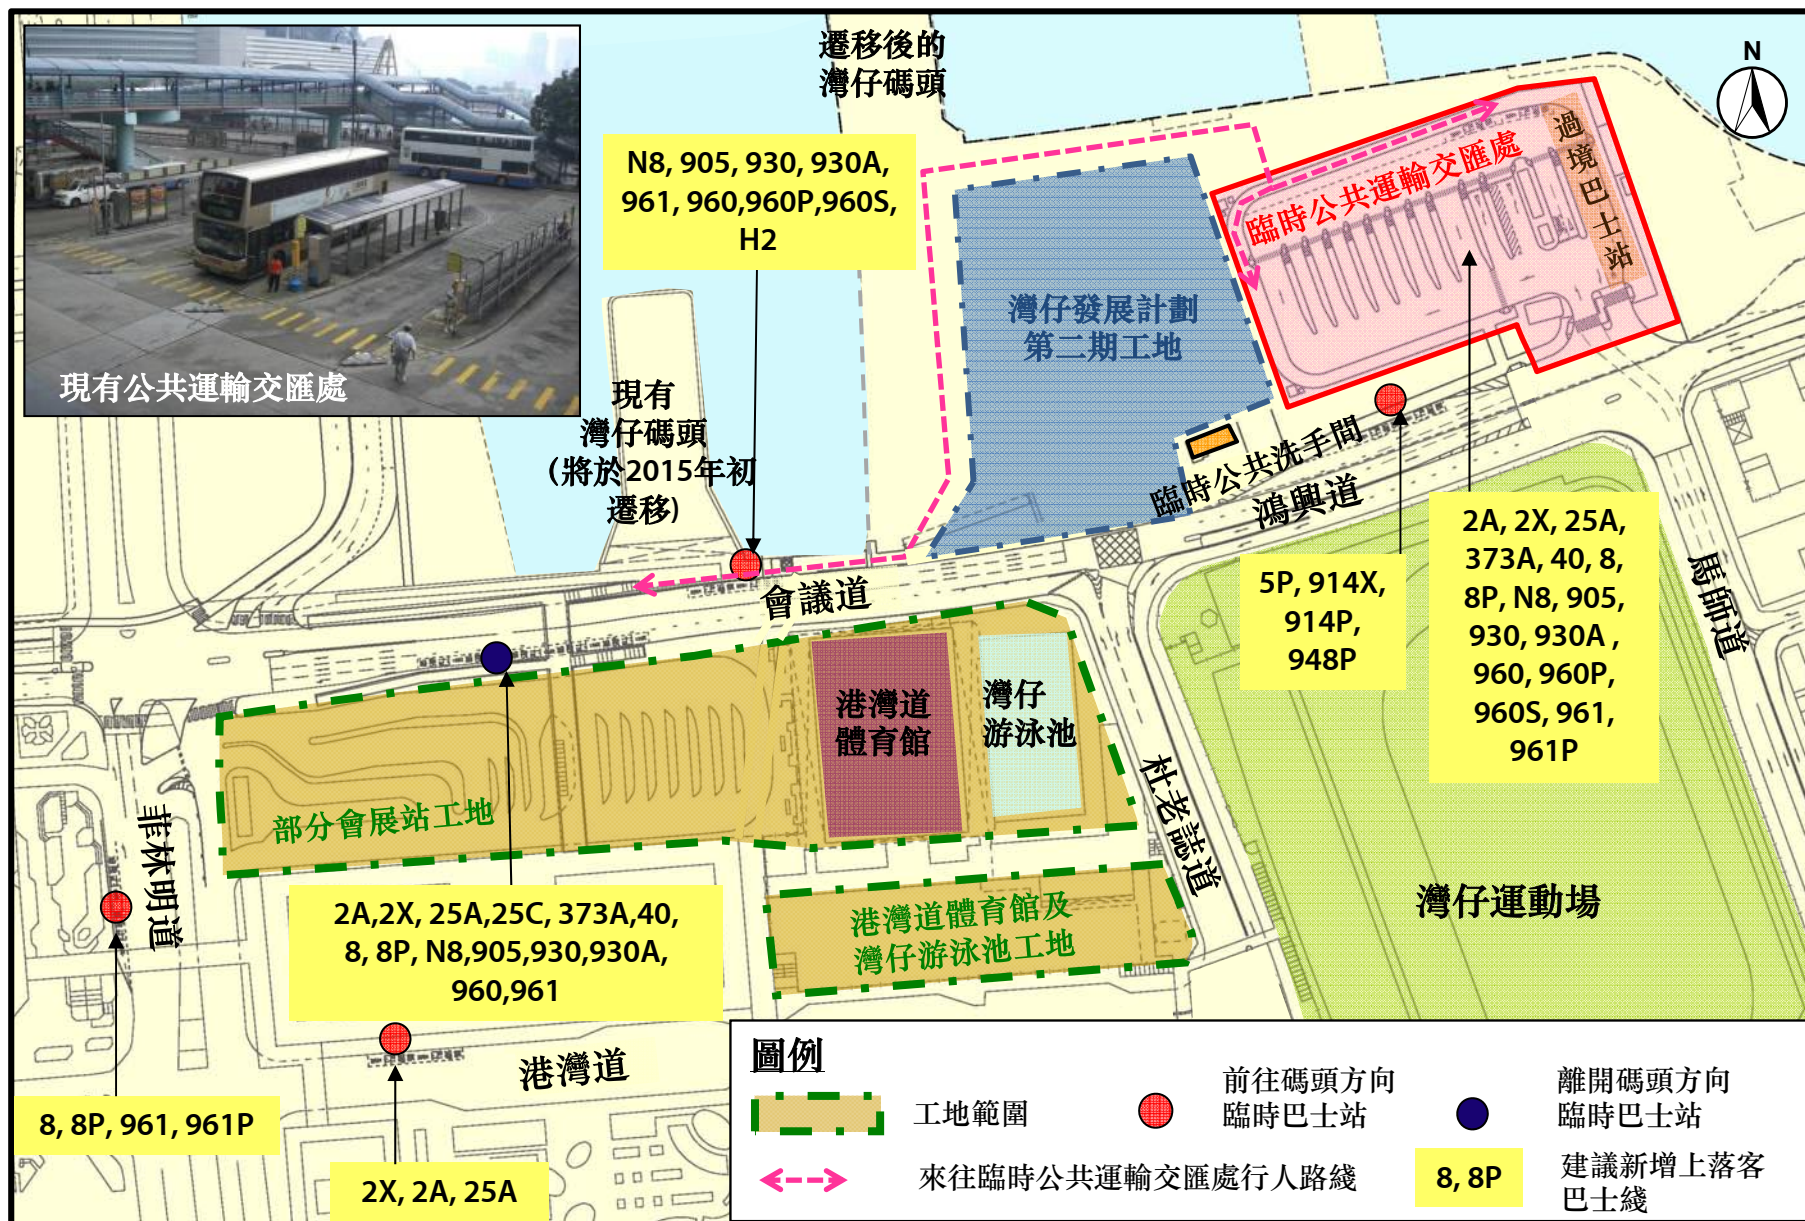 現有公共運輸交匯處
遷移後的
灣仔碼頭
N
N8, 905, 930, 930A,
961, 960,960P,960S,
H2
臨時公共運輸交匯處
過境巴士站
灣仔發展計劃
第二期工地
現有
灣仔碼頭
(將於2015年初
遷移)
臨時公共洗手間
鴻興道
會議道
馬師道
2A, 2X, 25A,
373A, 40, 8,
8P, N8, 905,
930, 930A ,
960, 960P,
960S, 961,
961P
5P, 914X,
914P,
948P
港灣道
體育館
灣仔
游泳池
部分會展站工地
菲林明道
杜老誌道
灣仔運動場
2A,2X, 25A,25C, 373A,40,
8, 8P, N8,905,930,930A,
960,961
港灣道體育館及
灣仔游泳池工地
港灣道
8, 8P, 961, 961P
2X, 2A, 25A
圖例
工地範圍
前往碼頭方向
臨時巴士站
離開碼頭方向
臨時巴士站
來往臨時公共運輸交匯處行人路綫
8, 8P
建議新增上落客
巴士綫